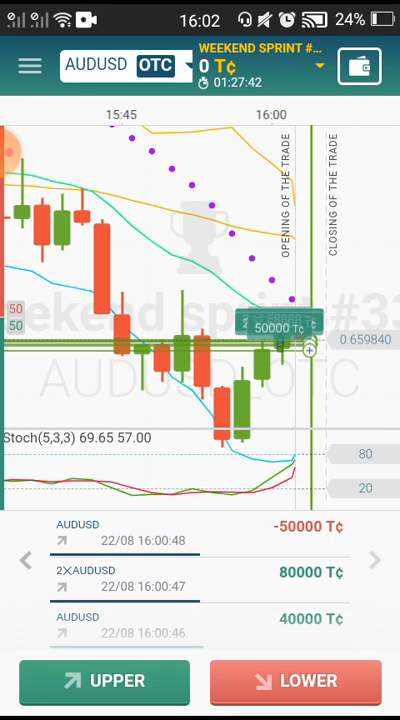 16:02
24%
AUDUSD OTC
WEEKEND SPRINT #...
0 T¢
01:27:42
15:45
16:00
OPENING OF THE TRADE
CLOSING OF THE TRADE
50
50
50000 T¢
0.659840
AUDUSD_OTC
Stoch(5,3,3) 69.65 57.00
80
20
AUDUSD
-50000 T¢
22/08 16:00:48
2XAUDUSD
80000 T¢
22/08 16:00:47
AUDUSD
40000 T¢
22/08 16:00:46
UPPER
LOWER